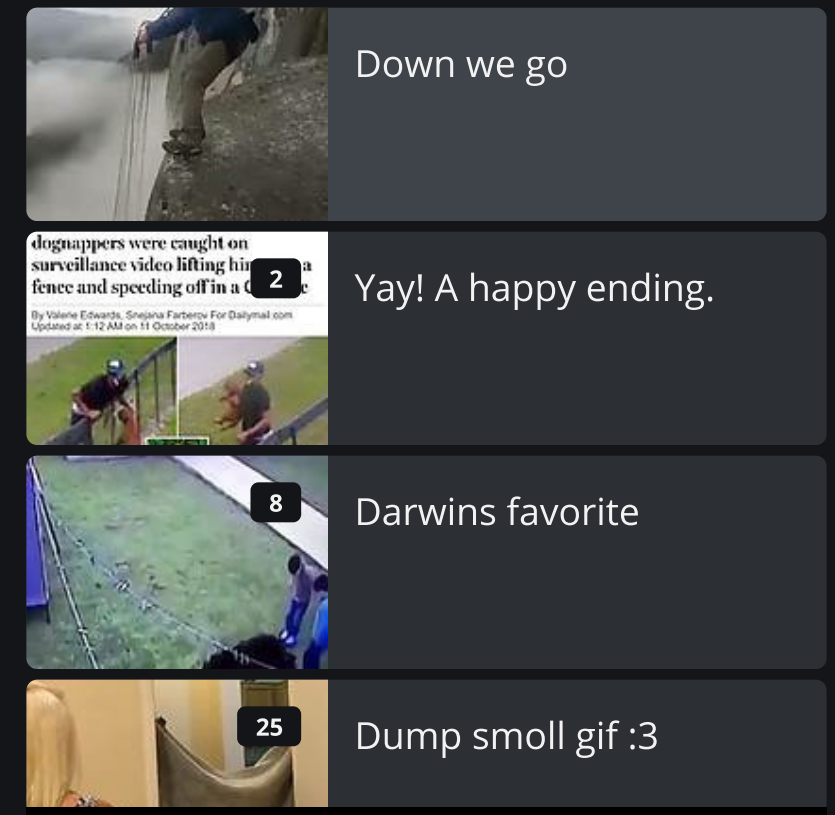 Down we go
dognappers were caught on
surveillance video lifting a
fence and speeding off in a
2
Yay! A happy ending.
By Valerie Edwards, Snejana Farberov For Dailymail.com
Updated at 1:12 AM on 11 October 2018
8
Darwins favorite
25
Dump smoll gif :3